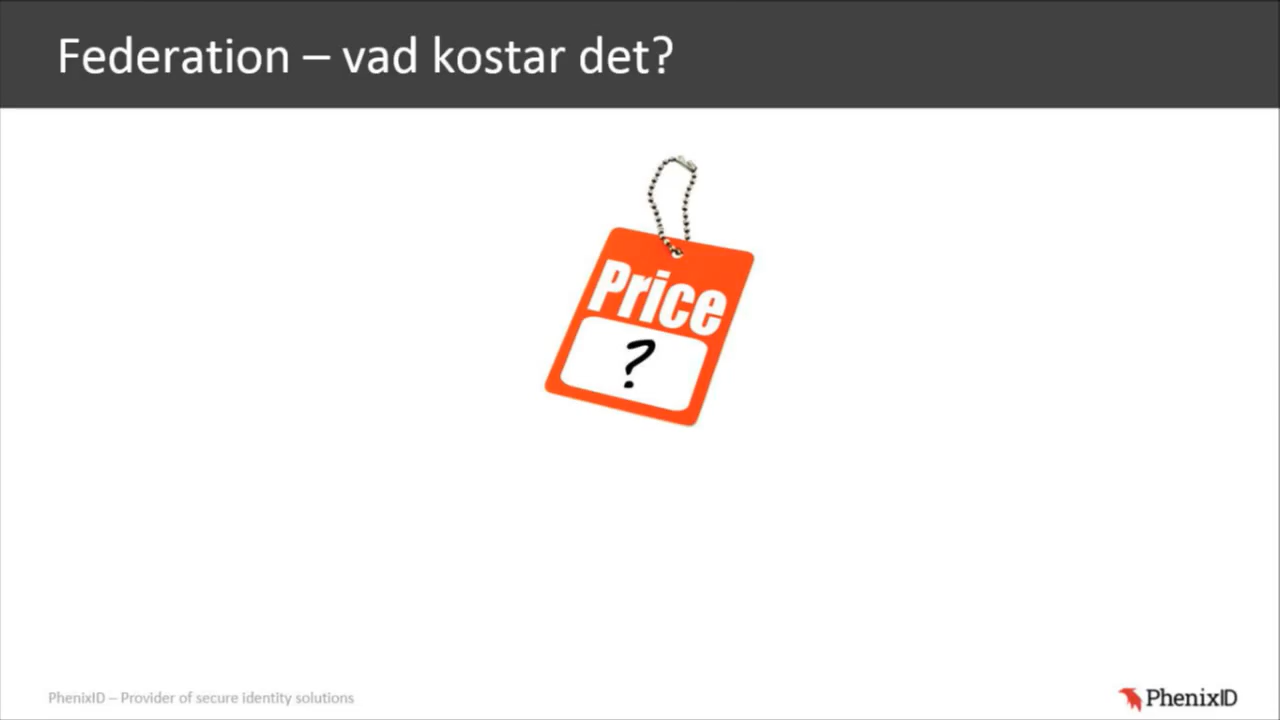 Federation – vad kostar det?
Price
?
PhenixID – Provider of secure identity solutions
PhenixID